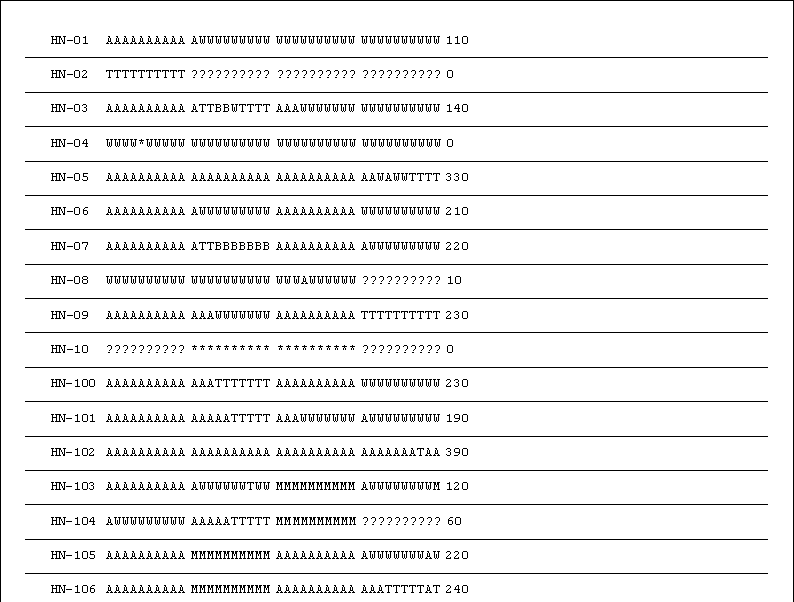 HN-01 AAAAAAAAAA AWWWWWWWWW WWWWWWWWWW WWWWWWWWWW 110
HN-02 TTTTTTTTTT ?????????? ?????????? ?????????? 0
HN-03 AAAAAAAAAA ATTBBWTTTT AAAWWWWWWW WWWWWWWWWW 140
HN-04 WWWW*WWWWW WWWWWWWWWW WWWWWWWWWW WWWWWWWWWW 0
HN-05 AAAAAAAAAA AAAAAAAAAA AAAAAAAAAA AAWAWWTTTT 330
HN-06 AAAAAAAAAA AWWWWWWWWW AAAAAAAAAA WWWWWWWWWW 210
HN-07 AAAAAAAAAA ATTBBBBBBB AAAAAAAAAA AWWWWWWWWW 220
HN-08 WWWWWWWWWW WWWWWWWWWW WWWAWWWWWW ?????????? 10
HN-09 AAAAAAAAAA AAAWWWWWWW AAAAAAAAAA TTTTTTTTTT 230
HN-10 ?????????? ********** ********** ?????????? 0
HN-100 AAAAAAAAAA AAATTTTTTT AAAAAAAAAA WWWWWWWWWW 230
HN-101 AAAAAAAAAA AAAAATTTTT AAAWWWWWWW AWWWWWWWWW 190
HN-102 AAAAAAAAAA AAAAAAAAAA AAAAAAAAAA AAAAAAATAA 390
HN-103 AAAAAAAAAA AWWWWWWTWW MMMMMMMMMM AWWWWWWWWM 120
HN-104 AWWWWWWWWW AAAAATTTTT MMMMMMMMMM ?????????? 60
HN-105 AAAAAAAAAA MMMMMMMMMM AAAAAAAAAA AWWWWWWWAW 220
HN-106 AAAAAAAAAA MMMMMMMMMM AAAAAAAAAA AAATTTTTAT 240